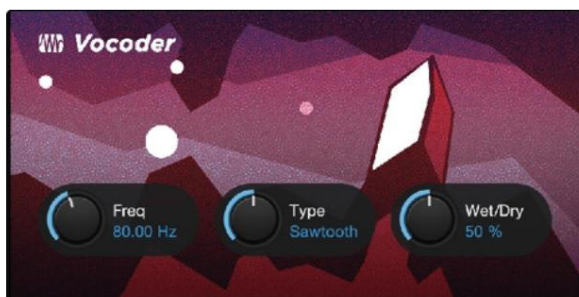 Vocoder
Freq
80.00 Hz
Type
Sawtooth
Wet/Dry
50 %